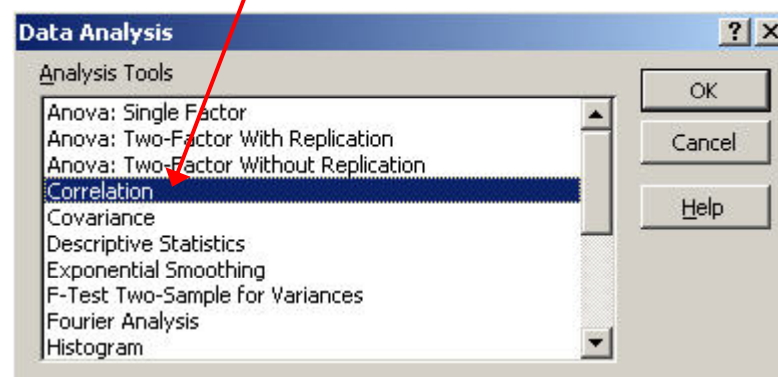 Data Analysis
Analysis Tools
Anova: Single Factor
Anova: Two-Factor With Replication
Anova: Two-Factor Without Replication
Correlation
Covariance
Descriptive Statistics
Exponential Smoothing
F-Test Two-Sample for Variances
Fourier Analysis
Histogram
OK
Cancel
Help